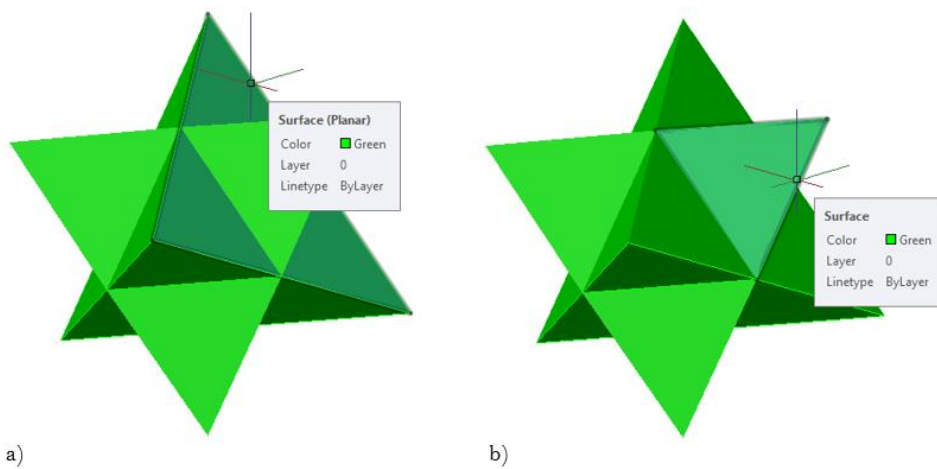 Surface (Planar)
Color Green
Layer 0
Linetype ByLayer
Surface
Color Green
Layer 0
Linetype ByLayer
a)
b)